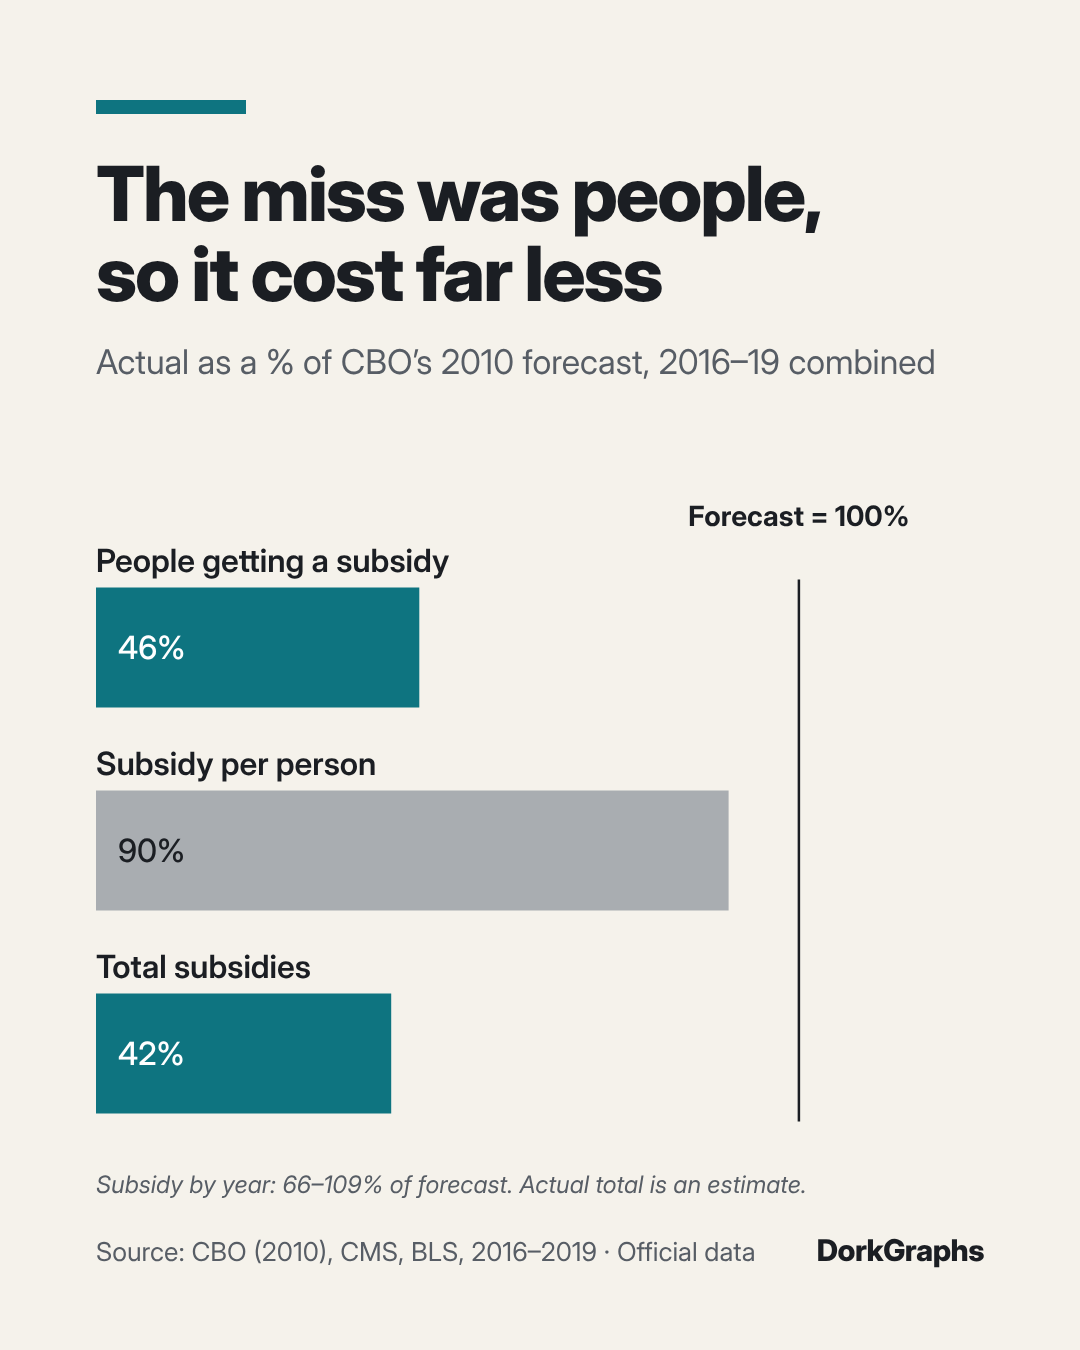 The miss was people,
so it cost far less
Actual as a % of CBO’s 2010 forecast, 2016–19 combined
Forecast = 100%
People getting a subsidy
46%
Subsidy per person
90%
Total subsidies
42%
Subsidy by year: 66–109% of forecast. Actual total is an estimate.
Source: CBO (2010), CMS, BLS, 2016–2019 · Official data
DorkGraphs